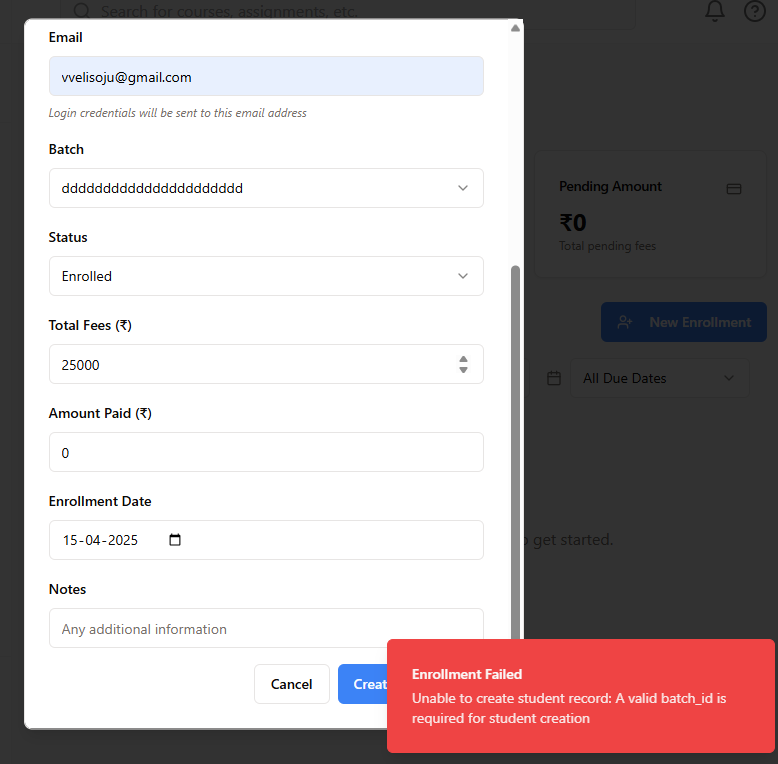 Search for courses, assignments, etc.
Email
vvelisoju@gmail.com
Login credentials will be sent to this email address
Batch
dddddddddddddddddddddd
Status
Enrolled
Total Fees (₹)
25000
Amount Paid (₹)
0
Enrollment Date
15-04-2025
Notes
Any additional information
Cancel
Creat
Pending Amount
₹0
Total pending fees
New Enrollment
All Due Dates
to get started.
Enrollment Failed
Unable to create student record: A valid batch_id is
required for student creation